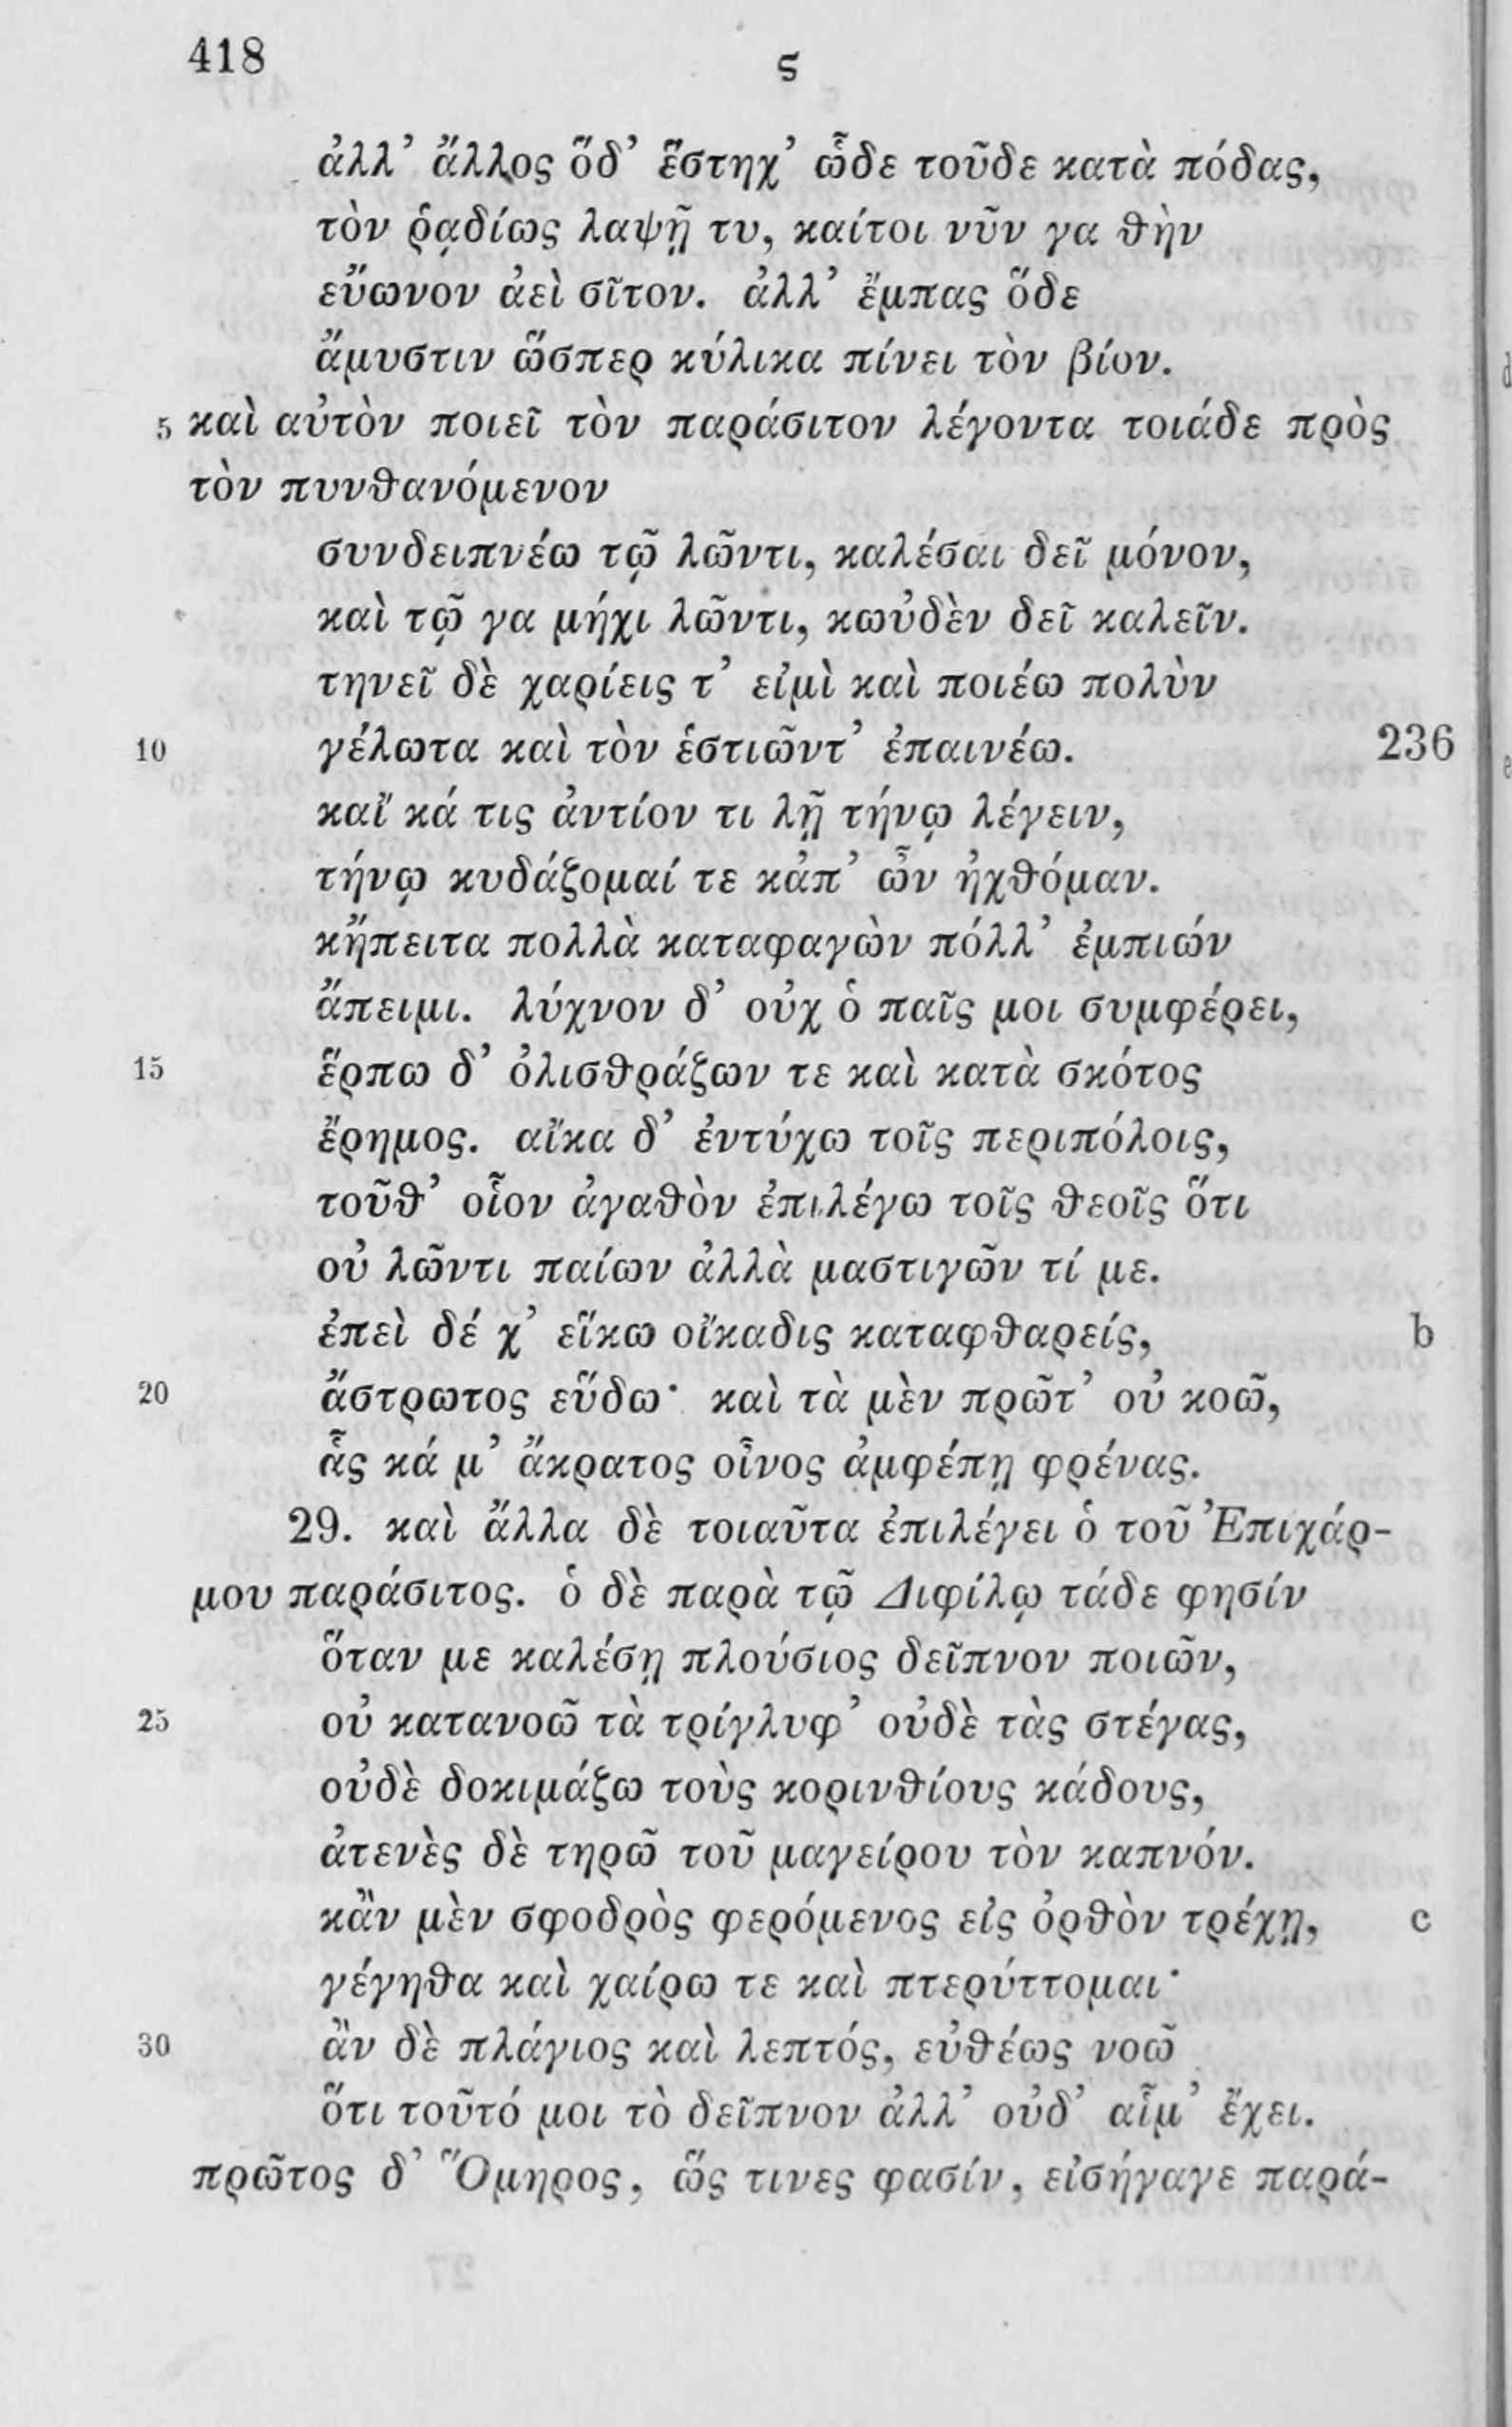 418 ϛ
ἀλλ’ ἄλλος ὅδ’ ἕστηχ’ ὧδε τοῦδε κατὰ πόδας,
τὸν ῥᾳδίως λαψῇ τυ, καίτοι νῦν γα θὴν
εὔωνον ἀεὶ σῖτον. ἀλλ’ ἔμπας ὅδε
ἄμυστιν ὥσπερ κύλικα πίνει τὸν βίον.
5 καὶ αὐτὸν ποιεῖ τὸν παράσιτον λέγοντα τοιάδε πρὸς
τὸν πυνθανόμενον
συνδειπνέω τῷ λῶντι, καλέσαι δεῖ μόνον,
καὶ τῷ γα μήχι λῶντι, κωὐδὲν δεῖ καλεῖν.
τηνεῖ δὲ χαρίεις τ’ εἰμὶ καὶ ποιέω πολὺν
10 γέλωτα καὶ τὸν ἑστιῶντ’ ἐπαινέω. 236
καἴ κά τις ἀντίον τι λῇ τήνῳ λέγειν,
τήνῳ κυδάζομαί τε κἀπ’ ὦν ἠχθόμαν.
κἤπειτα πολλὰ καταφαγὼν πόλλ’ ἐμπιών
ἄπειμι. λύχνον δ’ οὐχ ὁ παῖς μοι συμφέρει,
15 ἕρπω δ’ ὀλισθράζων τε καὶ κατὰ σκότος
ἔρημος. αἴκα δ’ ἐντύχω τοῖς περιπόλοις,
τοῦθ’ οἷον ἀγαθὸν ἐπιλέγω τοῖς θεοῖς ὅτι
οὐ λῶντι παίων ἀλλὰ μαστιγῶν τί με.
ἐπεὶ δέ χ’ εἵκω οἴκαδις καταφθαρείς, b
20 ἄστρωτος εὕδω· καὶ τὰ μὲν πρῶτ’ οὐ κοῶ,
ἇς κά μ’ ἄκρατος οἶνος ἀμφέπῃ φρένας.
29. καὶ ἄλλα δὲ τοιαῦτα ἐπιλέγει ὁ τοῦ Ἐπιχάρ-
μου παράσιτος. ὁ δὲ παρὰ τῷ Διφίλῳ τάδε φησίν
ὅταν με καλέσῃ πλούσιος δεῖπνον ποιῶν,
25 οὐ κατανοῶ τὰ τρίγλυφ’ οὐδὲ τὰς στέγας,
οὐδὲ δοκιμάζω τοὺς κορινθίους κάδους,
ἀτενὲς δὲ τηρῶ τοῦ μαγείρου τὸν καπνόν.
κἂν μὲν σφοδρὸς φερόμενος εἰς ὀρθὸν τρέχῃ, c
γέγηθα καὶ χαίρω τε καὶ πτερύττομαι·
30 ἂν δὲ πλάγιος καὶ λεπτός, εὐθέως νοῶ
ὅτι τοῦτό μοι τὸ δεῖπνον ἀλλ’ οὐδ’ αἷμ’ ἔχει.
πρῶτος δ’ Ὅμηρος, ὥς τινες φασίν, εἰσήγαγε παρά-